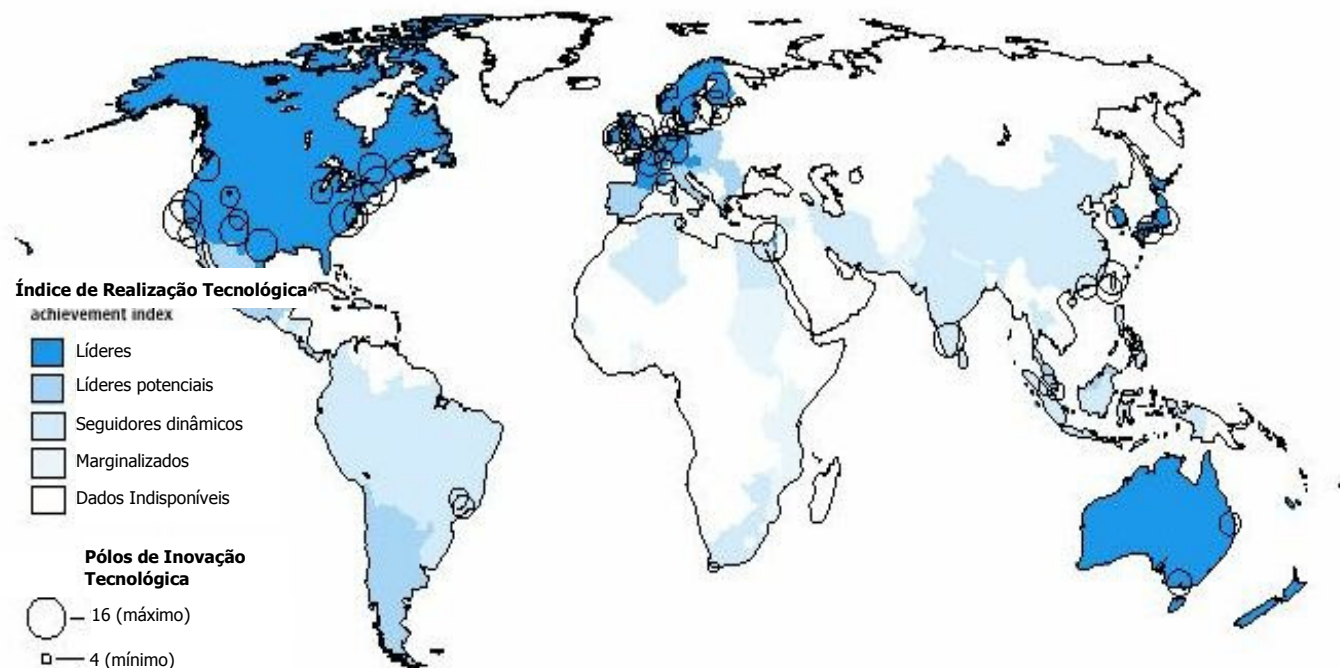 Índice de Realização Tecnológica
achievement index
Líderes
Líderes potenciais
Seguidores dinâmicos
Marginalizados
Dados Indisponíveis
Pólos de Inovação
Tecnológica
16 (máximo)
4 (mínimo)